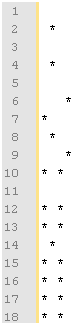 1
2  *
3
4  *
5
6    *
7 *
8  *
9    *
10 * *
11
12 * *
13 * *
14  *
15 * *
16 * *
17 * *
18 * *